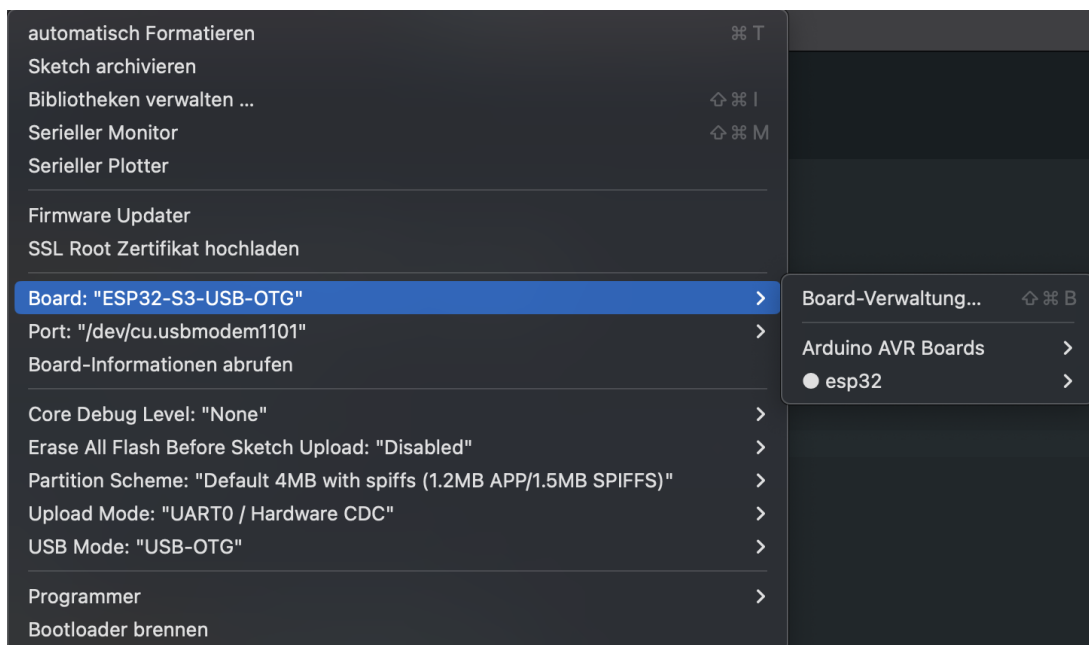 automatisch Formatieren ⌘ T
Sketch archivieren
Bibliotheken verwalten ... ⇧ ⌘ I
Serieller Monitor ⇧ ⌘ M
Serieller Plotter
Firmware Updater
SSL Root Zertifikat hochladen
Board: "ESP32-S3-USB-OTG"
Port: "/dev/cu.usbmodem1101"
Board-Informationen abrufen
Core Debug Level: "None"
Erase All Flash Before Sketch Upload: "Disabled"
Partition Scheme: "Default 4MB with spiffs (1.2MB APP/1.5MB SPIFFS)"
Upload Mode: "UART0 / Hardware CDC"
USB Mode: "USB-OTG"
Programmer
Bootloader brennen
Board-Verwaltung... ⇧ ⌘ B
Arduino AVR Boards
esp32